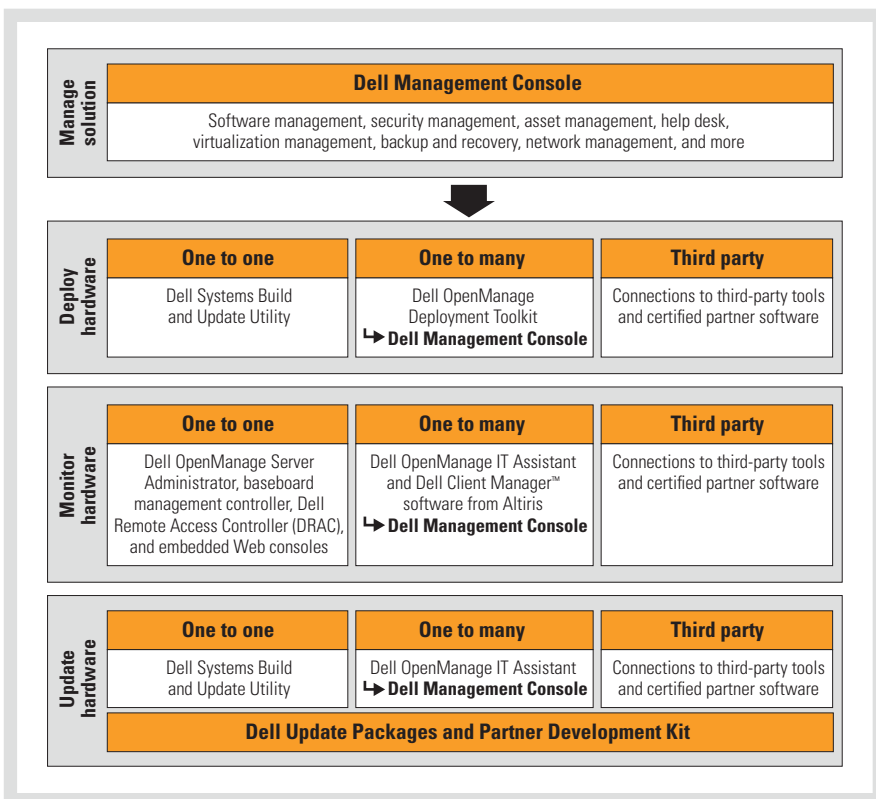 Manage
solution
Dell Management Console
Software management, security management, asset management, help desk,
virtualization management, backup and recovery, network management, and more
Deploy
hardware
One to one
Dell Systems Build
and Update Utility
One to many
Dell OpenManage
Deployment Toolkit
Dell Management Console
Third party
Connections to third-party tools
and certified partner software
Monitor
hardware
One to one
Dell OpenManage Server
Administrator, baseboard
management controller, Dell
Remote Access Controller (DRAC),
and embedded Web consoles
One to many
Dell OpenManage IT Assistant
and Dell Client Manager™
software from Altiris
Dell Management Console
Third party
Connections to third-party tools
and certified partner software
Update
hardware
One to one
Dell Systems Build
and Update Utility
One to many
Dell OpenManage IT Assistant
Dell Management Console
Third party
Connections to third-party tools
and certified partner software
Dell Update Packages and Partner Development Kit